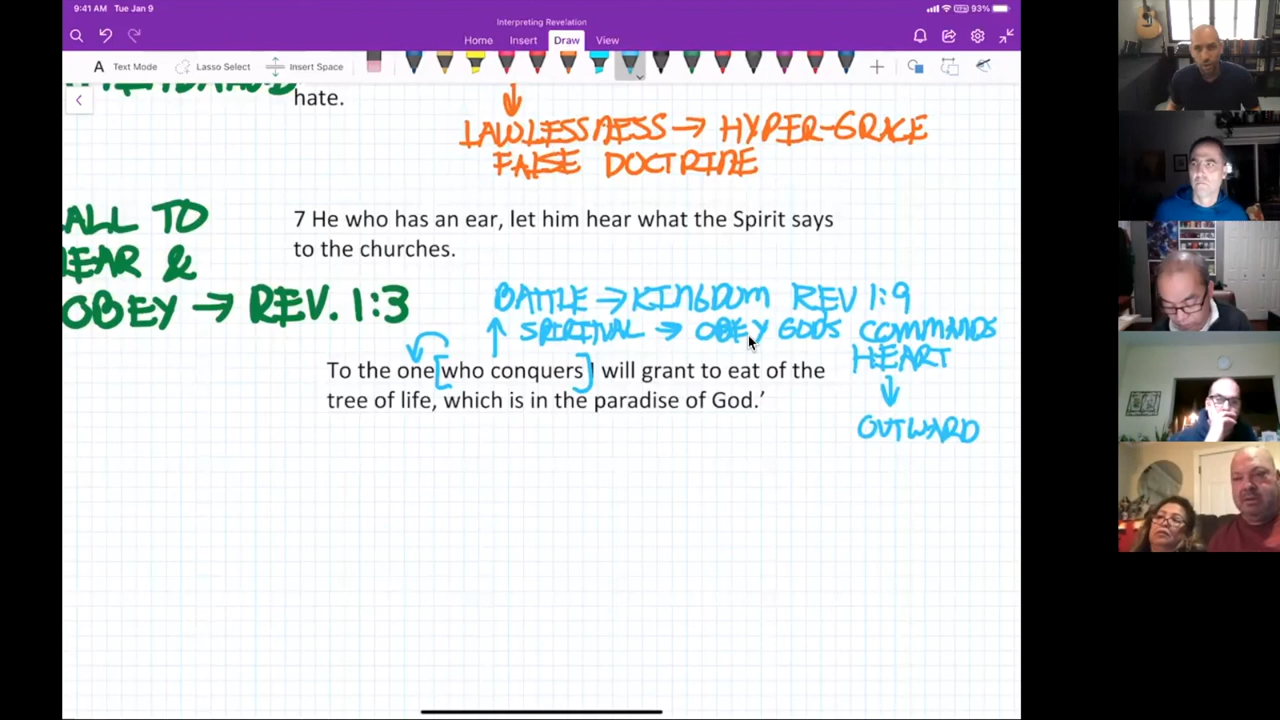 9:41 AM Tue Jan 9
93%
Interpreting Revelation
Home Insert Draw View
Text Mode Lasso Select Insert Space
hate.
LAWLESSNESS → HYPER-GRACE
FALSE DOCTRINE
7 He who has an ear, let him hear what the Spirit says
to the churches.
ALL TO
EAR &
OBEY → REV. 1:3
BATTLE → KINGDOM REV 1:9
SPIRITUAL → OBEY GODS COMMANDS
HEART
OUTWARD
To the one [who conquers] I will grant to eat of the
tree of life, which is in the paradise of God.’